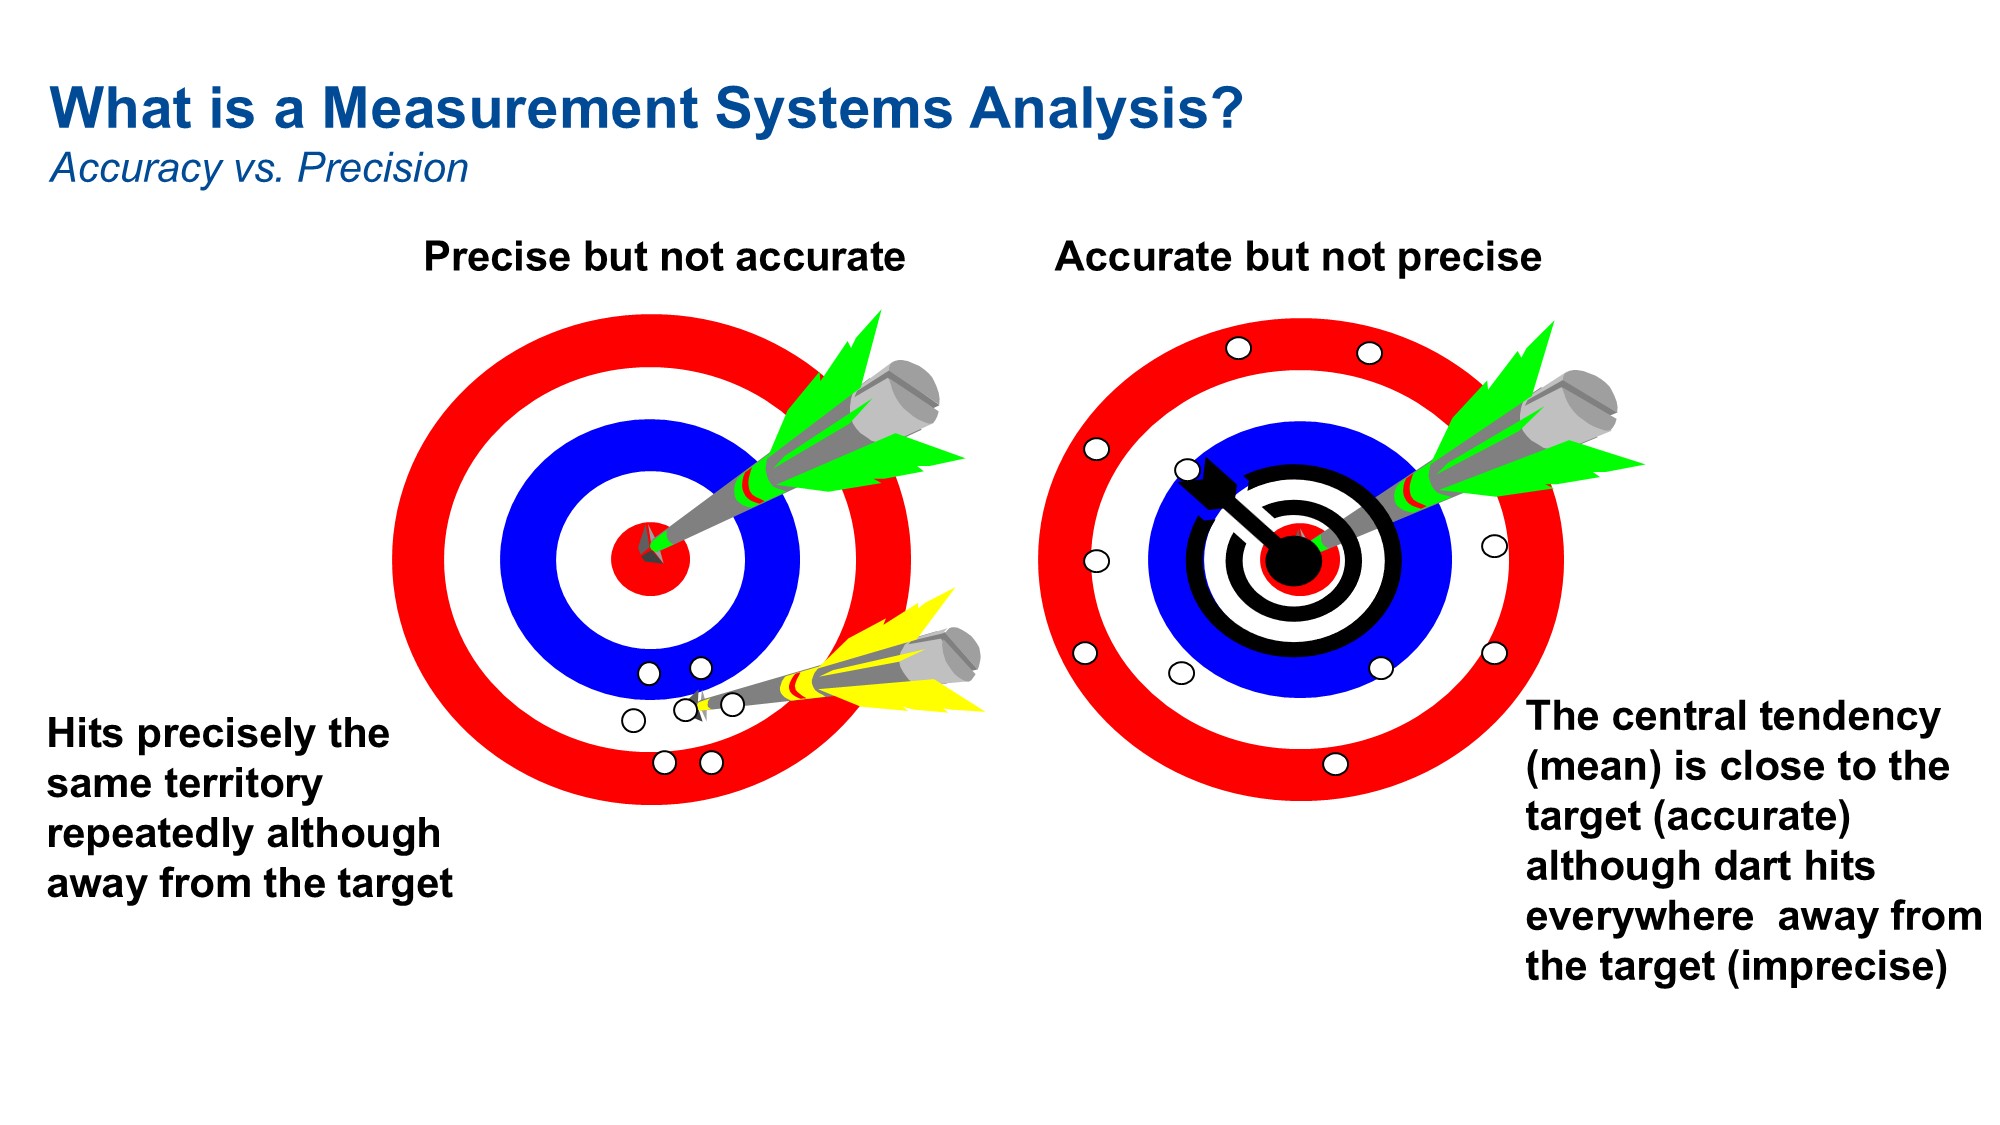 What is a Measurement Systems Analysis?
Accuracy vs. Precision
Precise but not accurate
Accurate but not precise
Hits precisely the
same territory
repeatedly although
away from the target
The central tendency
(mean) is close to the
target (accurate)
although dart hits
everywhere  away from
the target (imprecise)